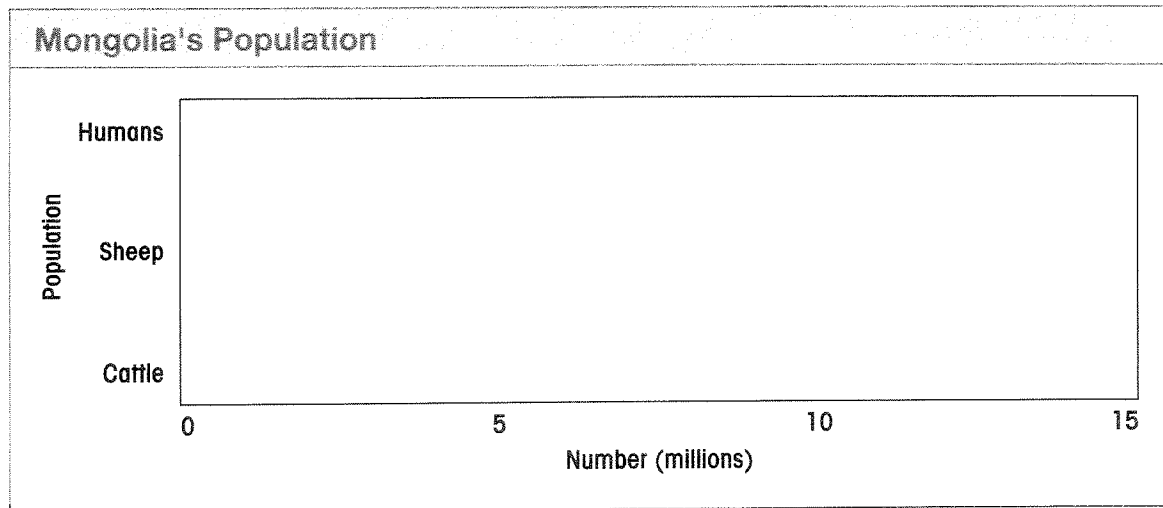 Mongolia's Population
Humans
Sheep
Cattle
Population
0 5 10 15
Number (millions)